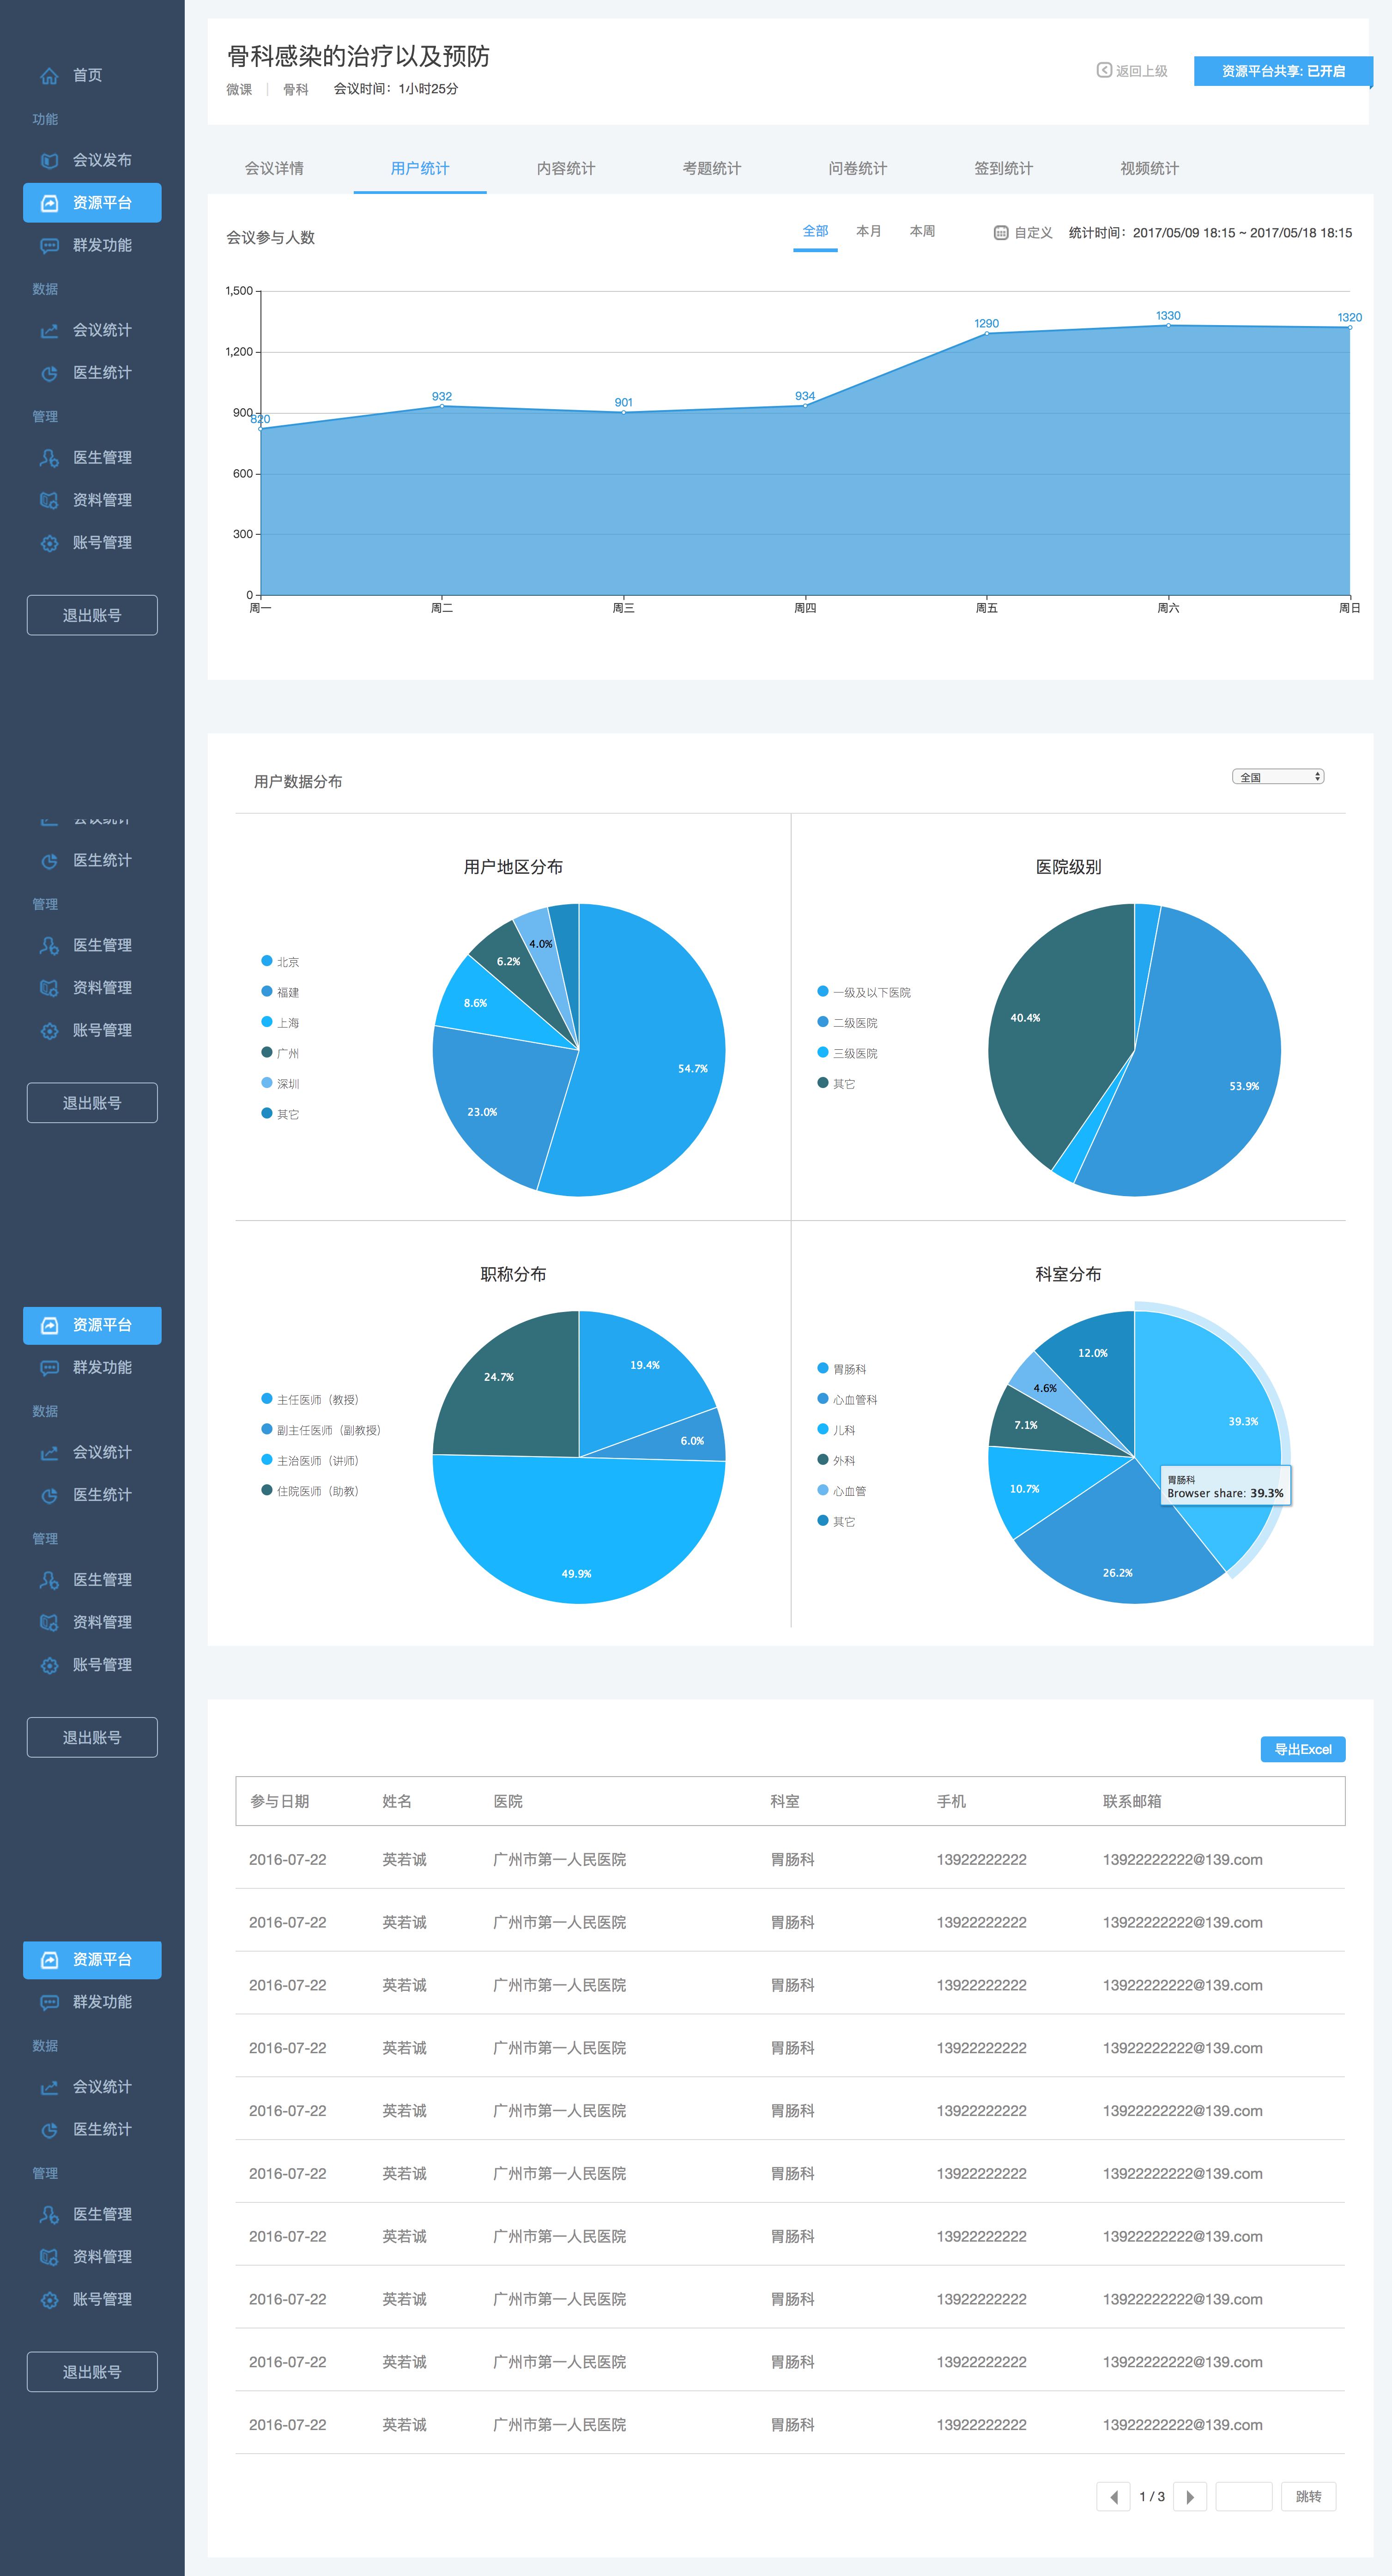 首页
功能
会议发布
资源平台
群发功能
数据
会议统计
医生统计
管理
医生管理
资料管理
账号管理
退出账号
骨科感染的治疗以及预防
微课 骨科 会议时间：1小时25分
返回上级
资源平台共享: 已开启
会议详情 用户统计 内容统计 考题统计 问卷统计 签到统计 视频统计
会议参与人数
全部 本月 本周
自定义 统计时间：2017/05/09 18:15 ~ 2017/05/18 18:15
1,500
1,200
900
600
300
0
820
932
901
934
1290
1330
1320
周一 周二 周三 周四 周五 周六 周日
会议统计
医生统计
管理
医生管理
资料管理
账号管理
退出账号
用户数据分布
全国
用户地区分布
北京
福建
上海
广州
深圳
其它
54.7%
23.0%
8.6%
6.2%
4.0%
医院级别
一级及以下医院
二级医院
三级医院
其它
53.9%
40.4%
资源平台
群发功能
数据
会议统计
医生统计
管理
医生管理
资料管理
账号管理
退出账号
职称分布
主任医师（教授）
副主任医师（副教授）
主治医师（讲师）
住院医师（助教）
19.4%
6.0%
49.9%
24.7%
科室分布
胃肠科
心血管科
儿科
外科
心血管
其它
39.3%
26.2%
10.7%
7.1%
4.6%
12.0%
胃肠科
Browser share: 39.3%
资源平台
群发功能
数据
会议统计
医生统计
管理
医生管理
资料管理
账号管理
退出账号
导出Excel
参与日期 姓名 医院 科室 手机 联系邮箱
2016-07-22 英若诚 广州市第一人民医院 胃肠科 13922222222 13922222222@139.com
2016-07-22 英若诚 广州市第一人民医院 胃肠科 13922222222 13922222222@139.com
2016-07-22 英若诚 广州市第一人民医院 胃肠科 13922222222 13922222222@139.com
2016-07-22 英若诚 广州市第一人民医院 胃肠科 13922222222 13922222222@139.com
2016-07-22 英若诚 广州市第一人民医院 胃肠科 13922222222 13922222222@139.com
2016-07-22 英若诚 广州市第一人民医院 胃肠科 13922222222 13922222222@139.com
2016-07-22 英若诚 广州市第一人民医院 胃肠科 13922222222 13922222222@139.com
2016-07-22 英若诚 广州市第一人民医院 胃肠科 13922222222 13922222222@139.com
2016-07-22 英若诚 广州市第一人民医院 胃肠科 13922222222 13922222222@139.com
2016-07-22 英若诚 广州市第一人民医院 胃肠科 13922222222 13922222222@139.com
1 / 3
跳转